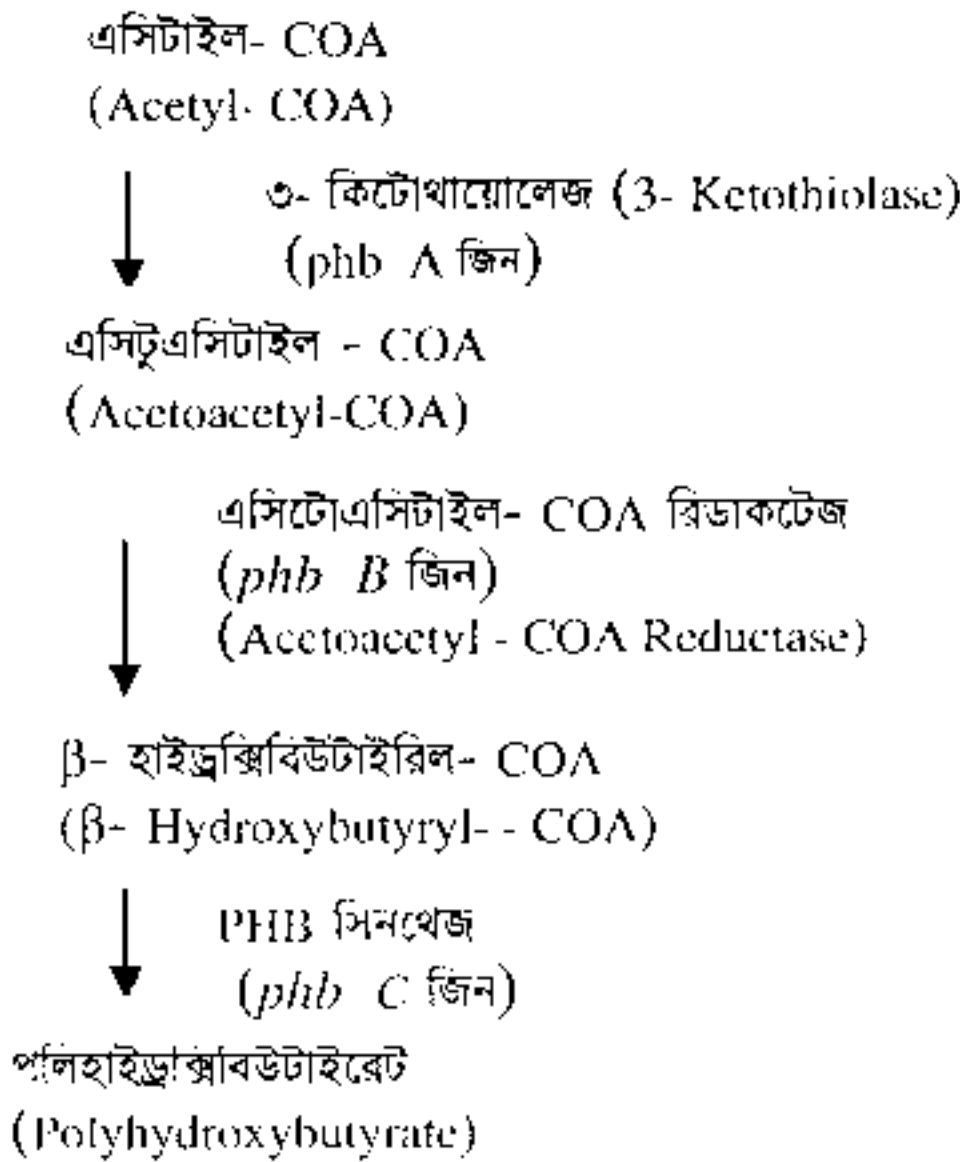 এসিটাইল- COA
(Acetyl- COA)
৩- কিটোথায়োলেজ (3- Ketothiolase)
(phb A জিন)
এসিটুএসিটাইল - COA
(Acetoacetyl-COA)
এসিটোএসিটাইল- COA রিডাকটেজ
(phb B জিন)
(Acetoacetyl - COA Reductase)
β- হাইড্রক্সিবিউটাইরিল- COA
(β- Hydroxybutyryl- - COA)
PHB সিনথেজ
(phb C জিন)
পলিহাইড্রক্সিবিউটাইরেট
(Polyhydroxybutyrate)